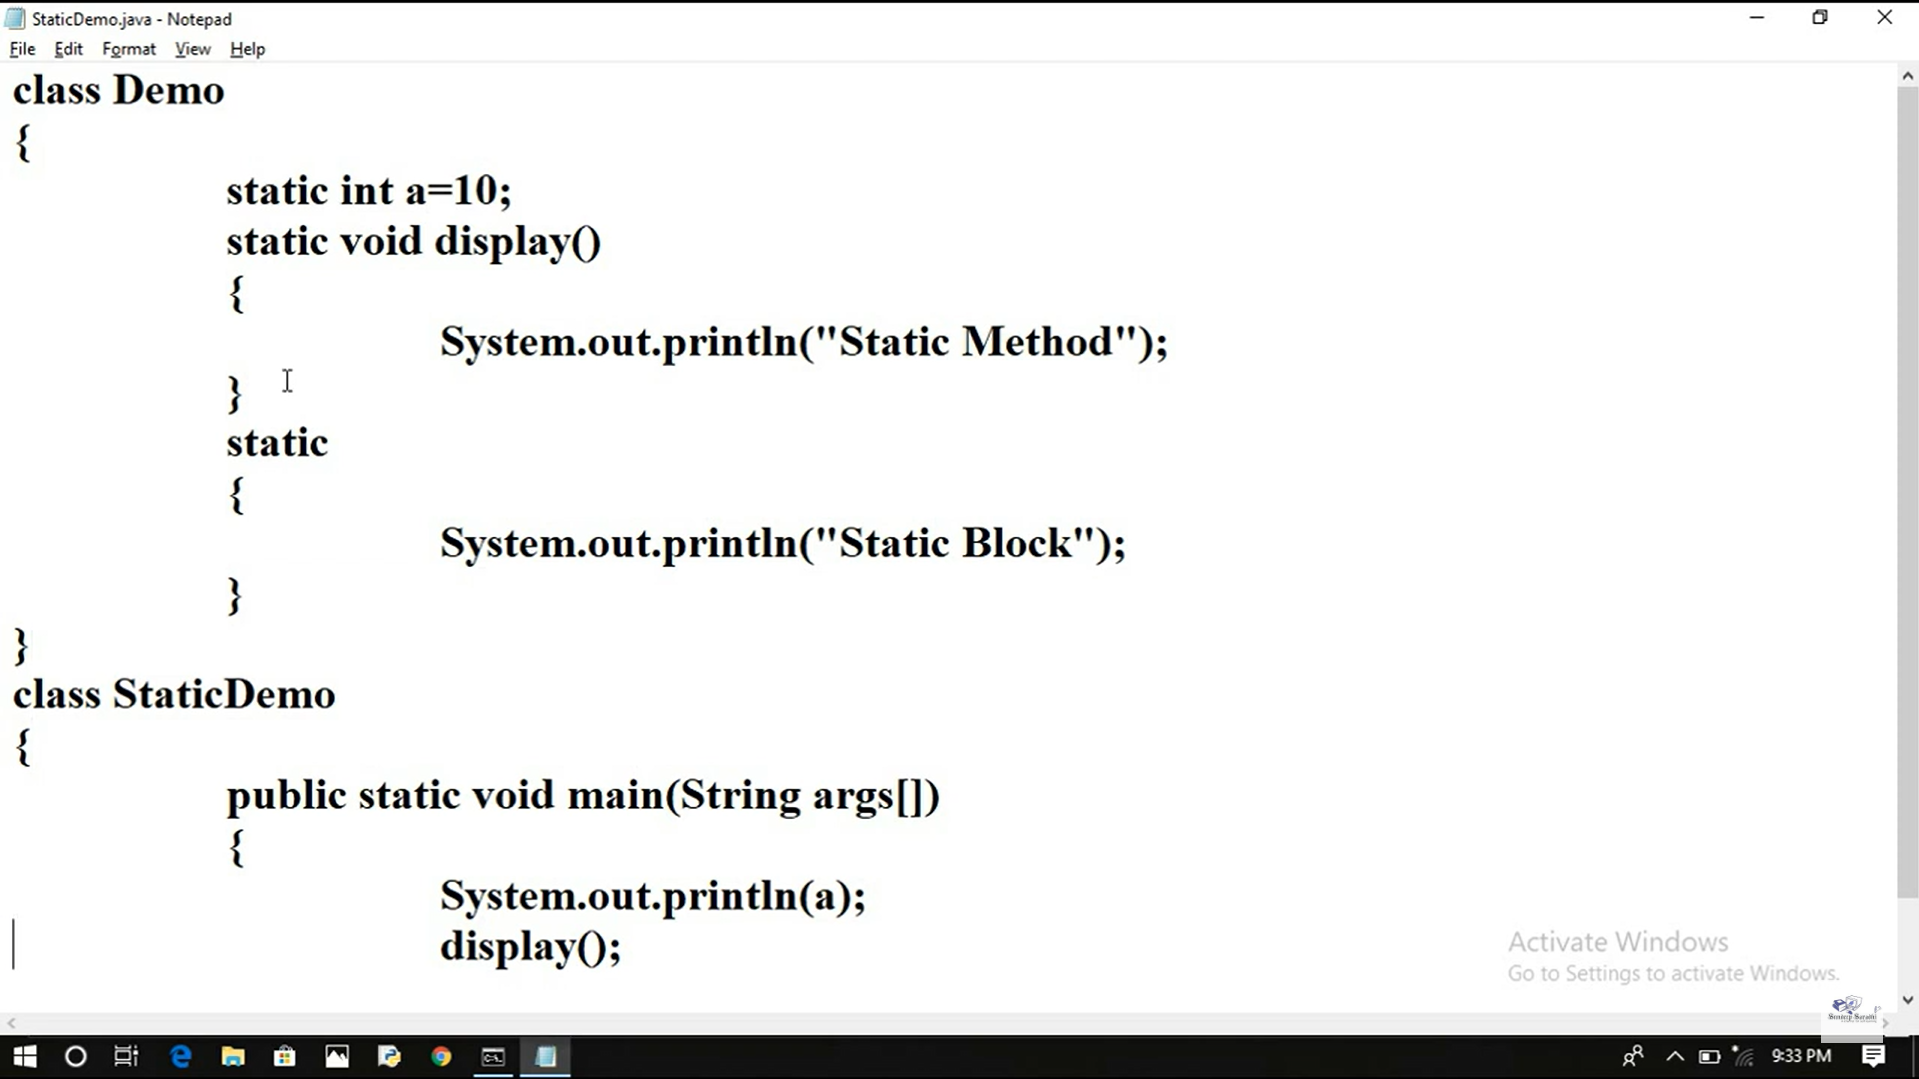 StaticDemo.java - Notepad
File Edit Format View Help
class Demo
{
static int a=10;
static void display()
{
System.out.println("Static Method");
}
static
{
System.out.println("Static Block");
}
}
class StaticDemo
{
public static void main(String args[])
{
System.out.println(a);
display();
Activate Windows
Go to Settings to activate Windows.
9:33 PM